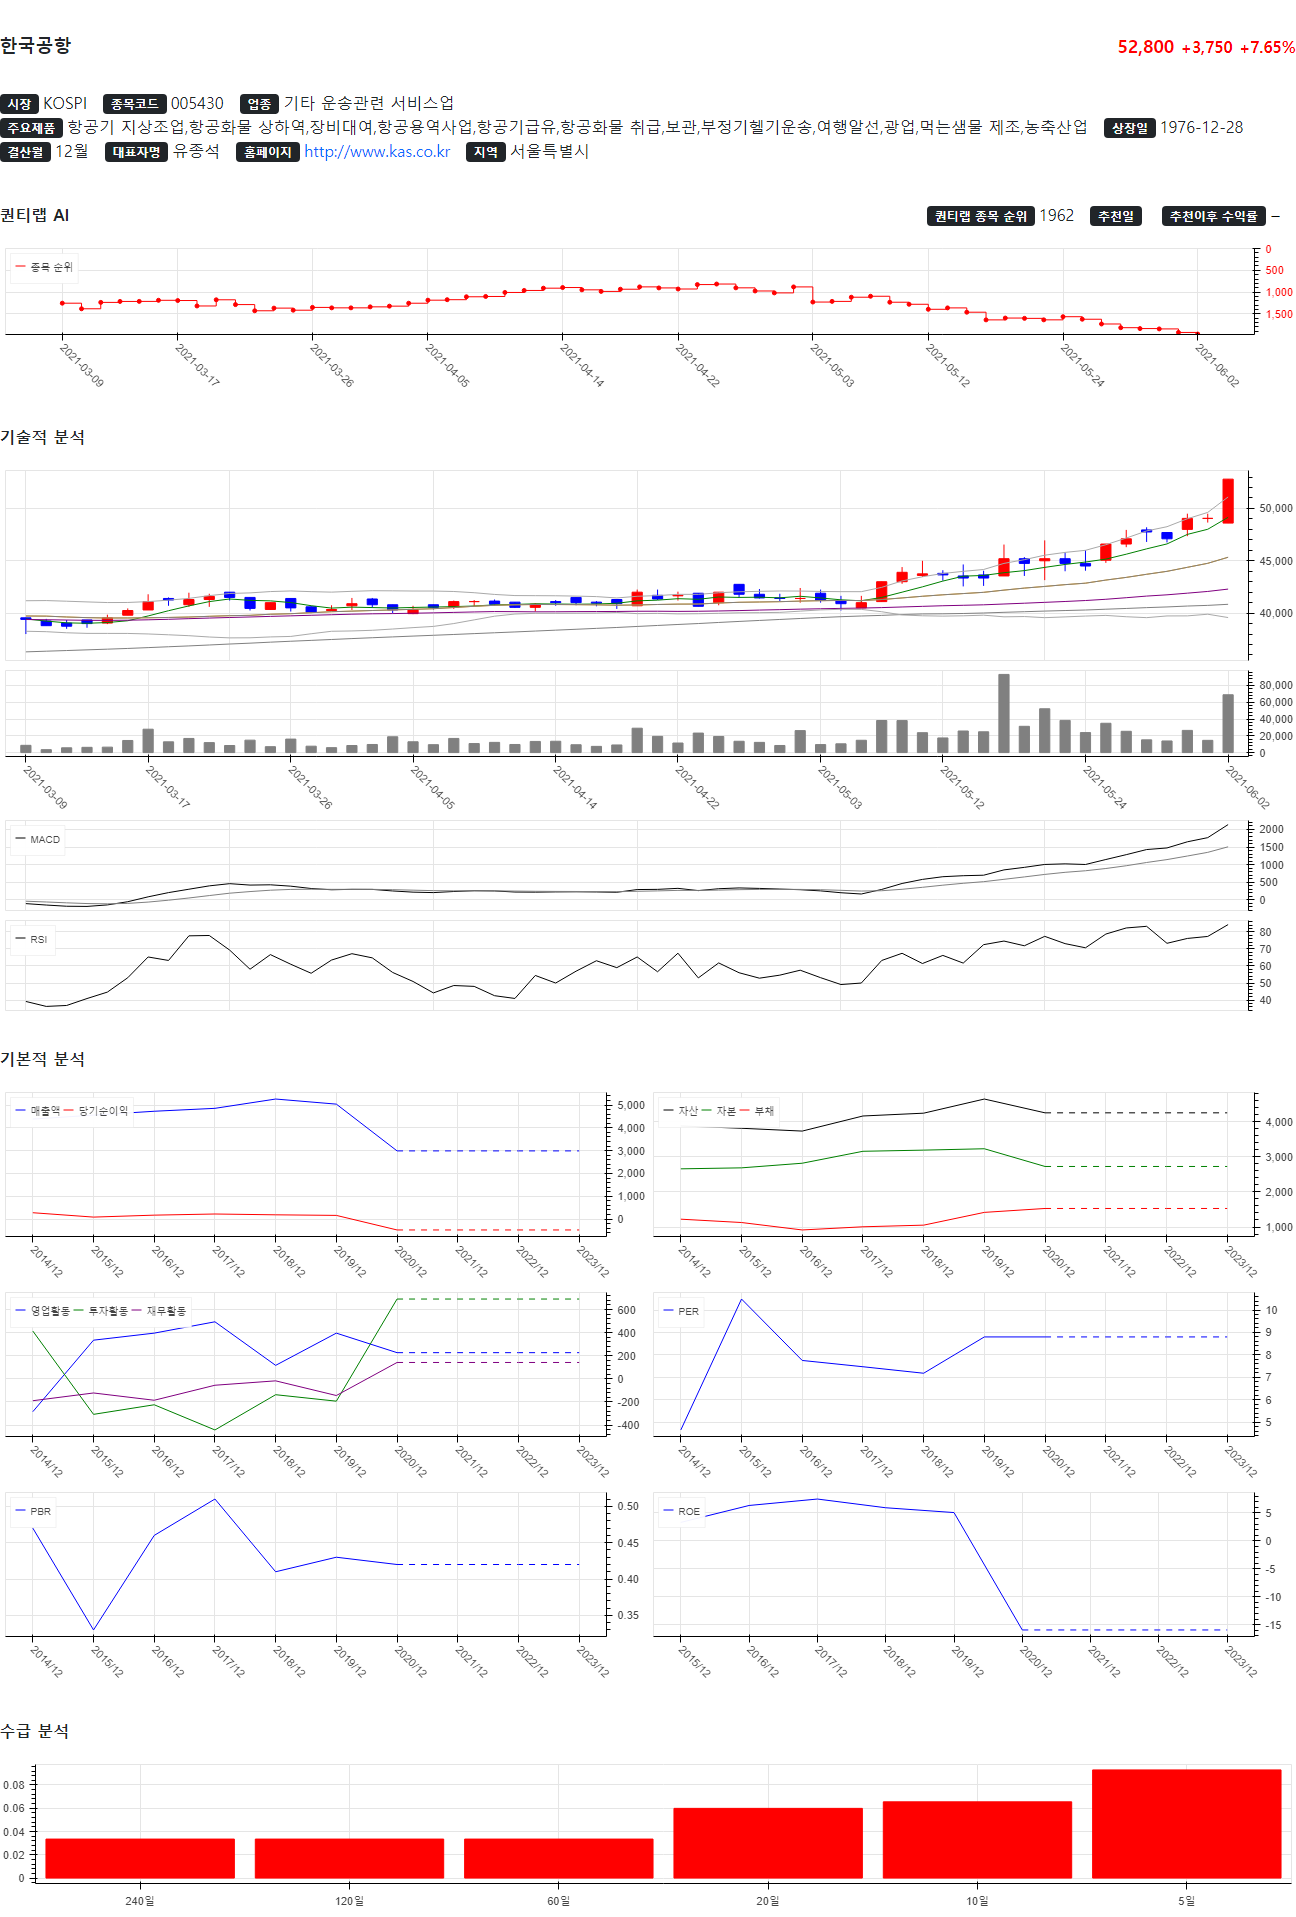 한국공항
52,800 +3,750 +7.65%
시장 KOSPI 종목코드 005430 업종 기타 운송관련 서비스업
주요제품 항공기 지상조업,항공화물 상하역,장비대여,항공용역사업,항공기급유,항공화물 취급,보관,부정기헬기운송,여행알선,광업,먹는샘물 제조,농축산업 상장일 1976-12-28
결산월 12월 대표자명 유종석 홈페이지 http://www.kas.co.kr 지역 서울특별시
퀀티랩 AI
퀀티랩 종목 순위 1962 추천일 추천이후 수익률 –
종목 순위
0
500
1,000
1,500
2021-03-09 2021-03-17 2021-03-26 2021-04-05 2021-04-14 2021-04-22 2021-05-03 2021-05-12 2021-05-24 2021-06-02
기술적 분석
50,000
45,000
40,000
80,000
60,000
40,000
20,000
0
2021-03-09 2021-03-17 2021-03-26 2021-04-05 2021-04-14 2021-04-22 2021-05-03 2021-05-12 2021-05-24 2021-06-02
MACD
2000
1500
1000
500
0
RSI
80
70
60
50
40
기본적 분석
매출액 당기순이익
5,000
4,000
3,000
2,000
1,000
0
2014/12 2015/12 2016/12 2017/12 2018/12 2019/12 2020/12 2021/12 2022/12 2023/12
자산 자본 부채
4,000
3,000
2,000
1,000
2014/12 2015/12 2016/12 2017/12 2018/12 2019/12 2020/12 2021/12 2022/12 2023/12
영업활동 투자활동 재무활동
600
400
200
0
-200
-400
2014/12 2015/12 2016/12 2017/12 2018/12 2019/12 2020/12 2021/12 2022/12 2023/12
PER
10
9
8
7
6
5
2014/12 2015/12 2016/12 2017/12 2018/12 2019/12 2020/12 2021/12 2022/12 2023/12
PBR
0.50
0.45
0.40
0.35
2014/12 2015/12 2016/12 2017/12 2018/12 2019/12 2020/12 2021/12 2022/12 2023/12
ROE
5
0
-5
-10
-15
2015/12 2016/12 2017/12 2018/12 2019/12 2020/12 2021/12 2022/12 2023/12
수급 분석
0.08
0.06
0.04
0.02
0
240일 120일 60일 20일 10일 5일